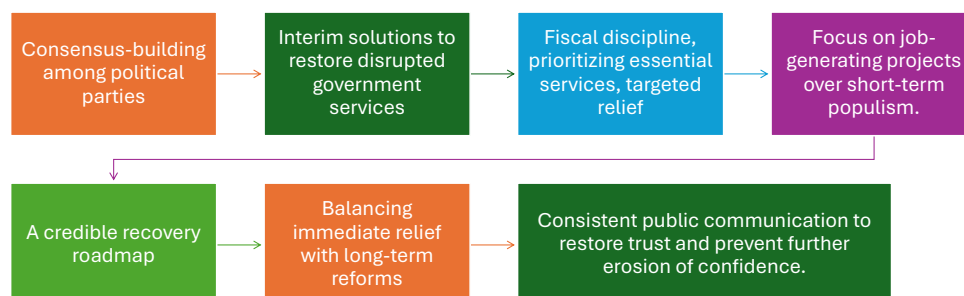 Consensus-building
among political
parties
Interim solutions to
restore disrupted
government
services
Fiscal discipline,
prioritizing essential
services, targeted
relief
Focus on job-
generating projects
over short-term
populism.
A credible recovery
roadmap
Balancing
immediate relief
with long-term
reforms
Consistent public communication to
restore trust and prevent further
erosion of confidence.